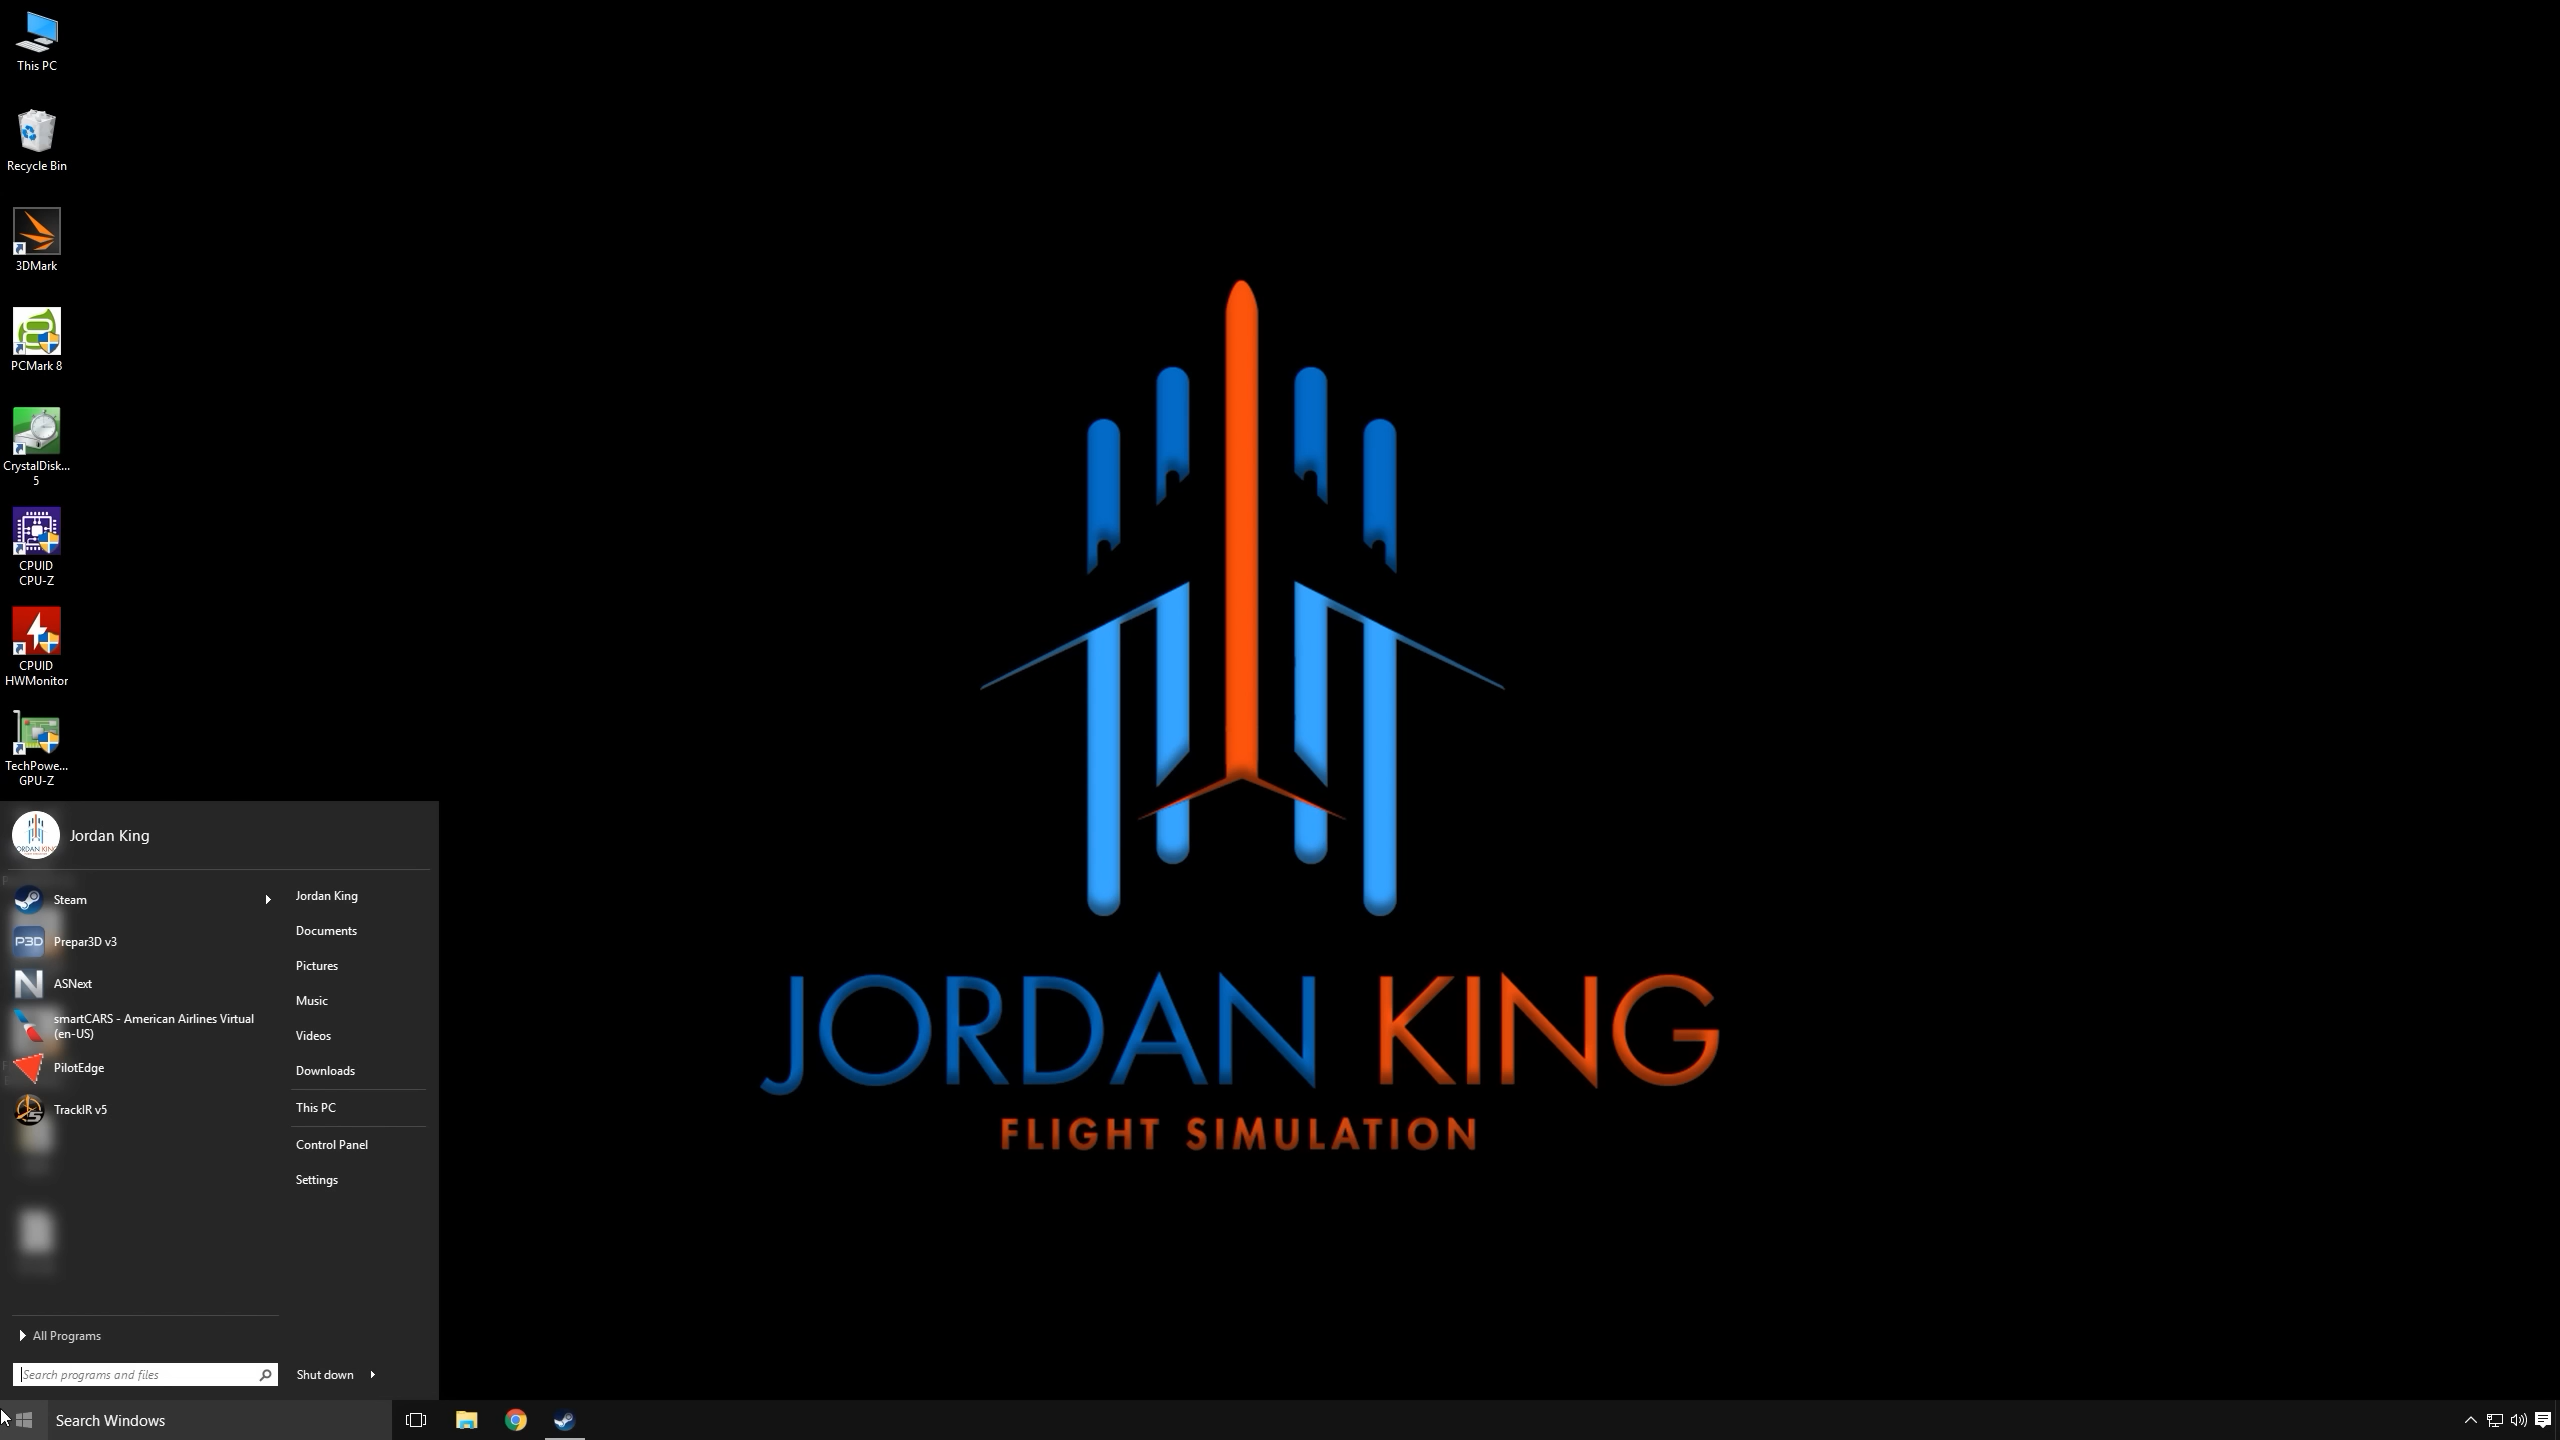 This PC
Recycle Bin
3DMark
PCMark 8
CrystalDisk...
5
CPUID
CPU-Z
CPUID
HWMonitor
TechPowe...
GPU-Z
JORDAN KING
FLIGHT SIMULATION
Jordan King
Steam
Prepar3D v3
P3D
ASNext
smartCARS - American Airlines Virtual
(en-US)
PilotEdge
TrackIR v5
All Programs
Search programs and files
Jordan King
Documents
Pictures
Music
Videos
Downloads
This PC
Control Panel
Settings
Shut down
Search Windows